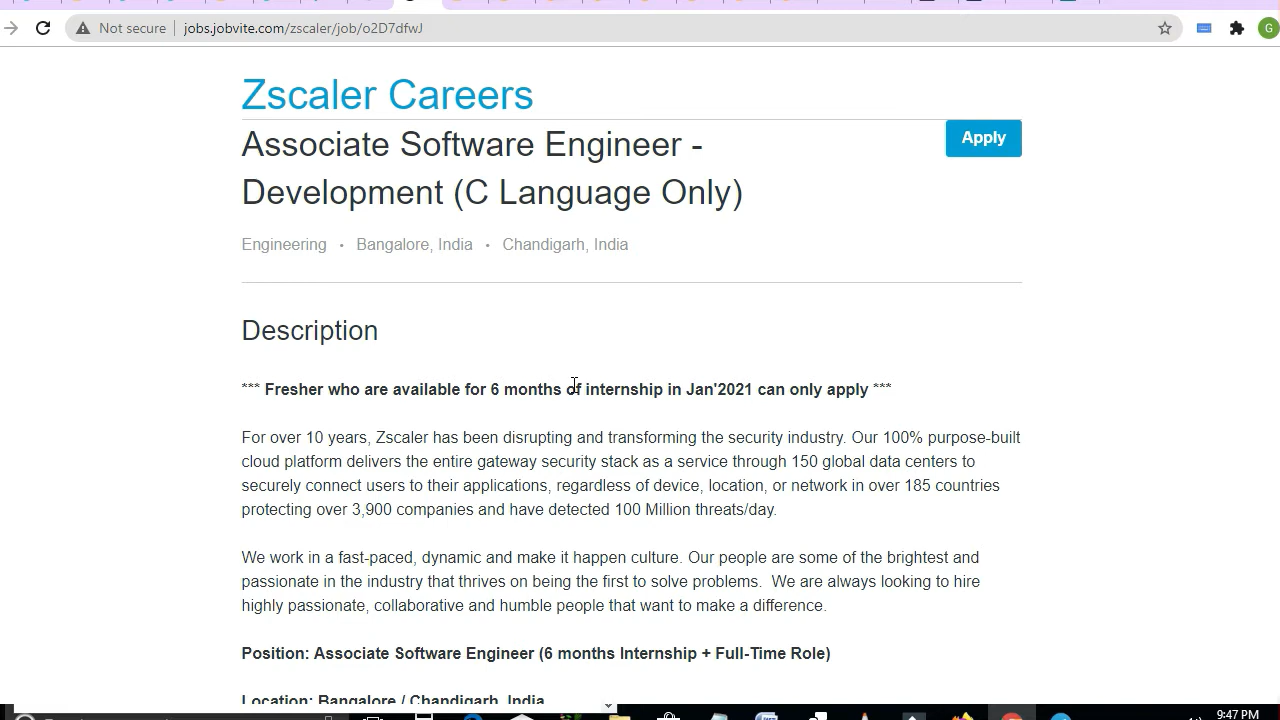 Not secure
jobs.jobvite.com/zscaler/job/o2D7dfwJ
G
Zscaler Careers
Associate Software Engineer -
Development (C Language Only)
Apply
Engineering • Bangalore, India • Chandigarh, India
Description
*** Fresher who are available for 6 months of internship in Jan'2021 can only apply ***
For over 10 years, Zscaler has been disrupting and transforming the security industry. Our 100% purpose-built
cloud platform delivers the entire gateway security stack as a service through 150 global data centers to
securely connect users to their applications, regardless of device, location, or network in over 185 countries
protecting over 3,900 companies and have detected 100 Million threats/day.
We work in a fast-paced, dynamic and make it happen culture. Our people are some of the brightest and
passionate in the industry that thrives on being the first to solve problems.  We are always looking to hire
highly passionate, collaborative and humble people that want to make a difference.
Position: Associate Software Engineer (6 months Internship + Full-Time Role)
Location: Bangalore / Chandigarh, India
9:47 PM